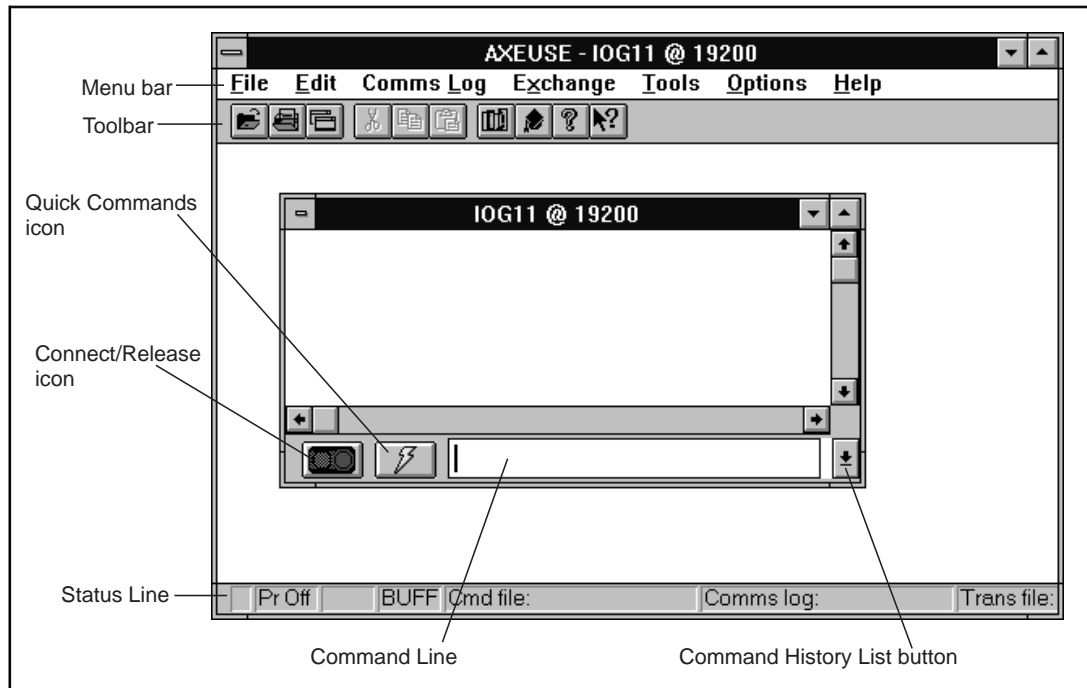 AXEUSE - IOG11 @ 19200
Menu bar
File Edit Comms Log Exchange Tools Options Help
Toolbar
Quick Commands
icon
IOG11 @ 19200
Connect/Release
icon
Status Line
Pr Off BUFF Cmd file: Comms log: Trans file:
Command Line
Command History List button